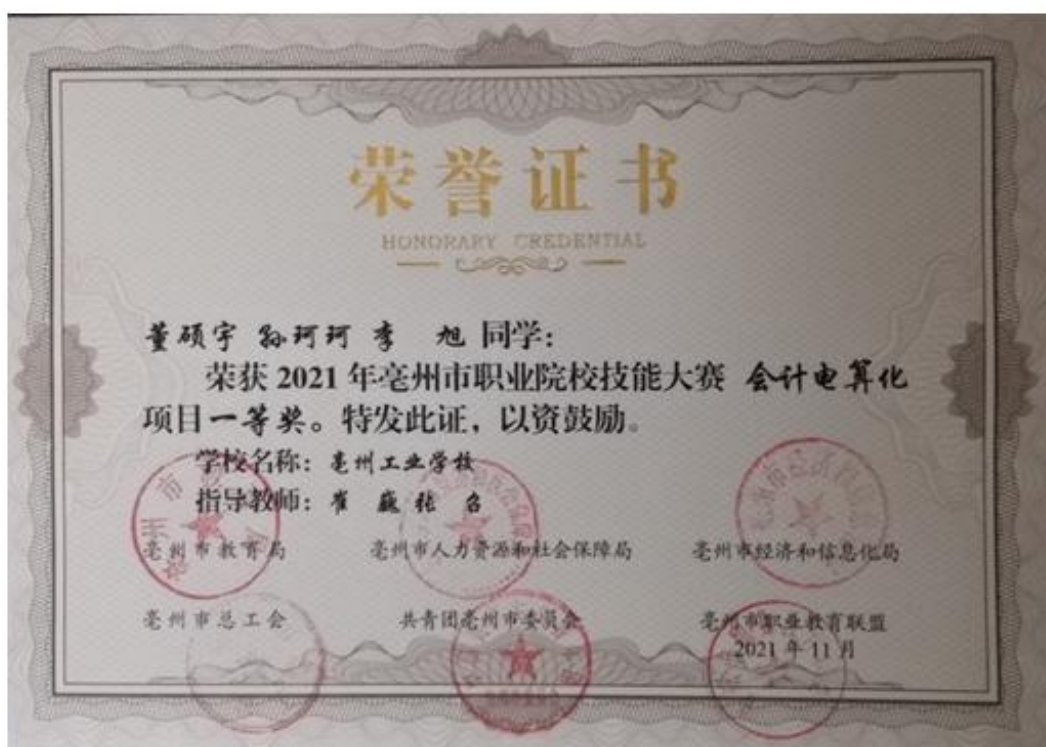 荣誉证书
HONORARY CREDENTIAL
董硕宇 孙珂珂 李 旭 同学：
荣获 2021 年亳州市职业院校技能大赛 会计电算化
项目一等奖。特发此证，以资鼓励。
学校名称：亳州工业学校
指导教师：崔 巍 张 名
亳州市教育局 亳州市人力资源和社会保障局 亳州市经济和信息化局
亳州市总工会 共青团亳州市委员会 亳州市职业教育联盟
2021 年 11 月